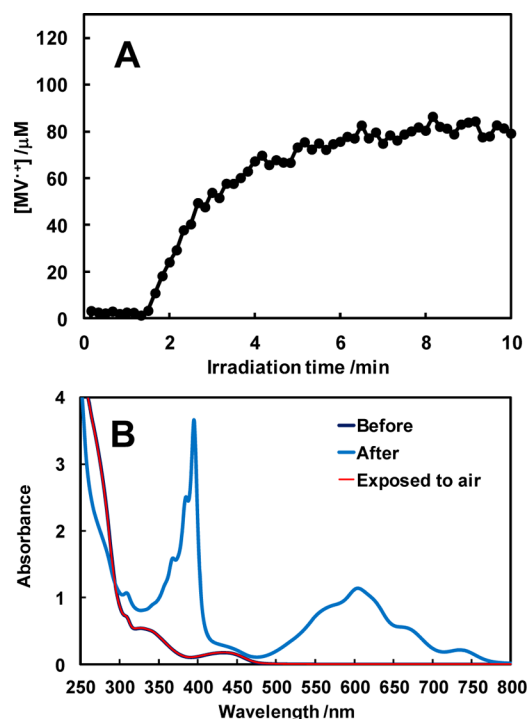 A
[MV·+] /μM
120
100
80
60
40
20
0
0 2 4 6 8 10
Irradiation time /min
B
Before
After
Exposed to air
Absorbance
4
3
2
1
0
250 300 350 400 450 500 550 600 650 700 750 800
Wavelength /nm